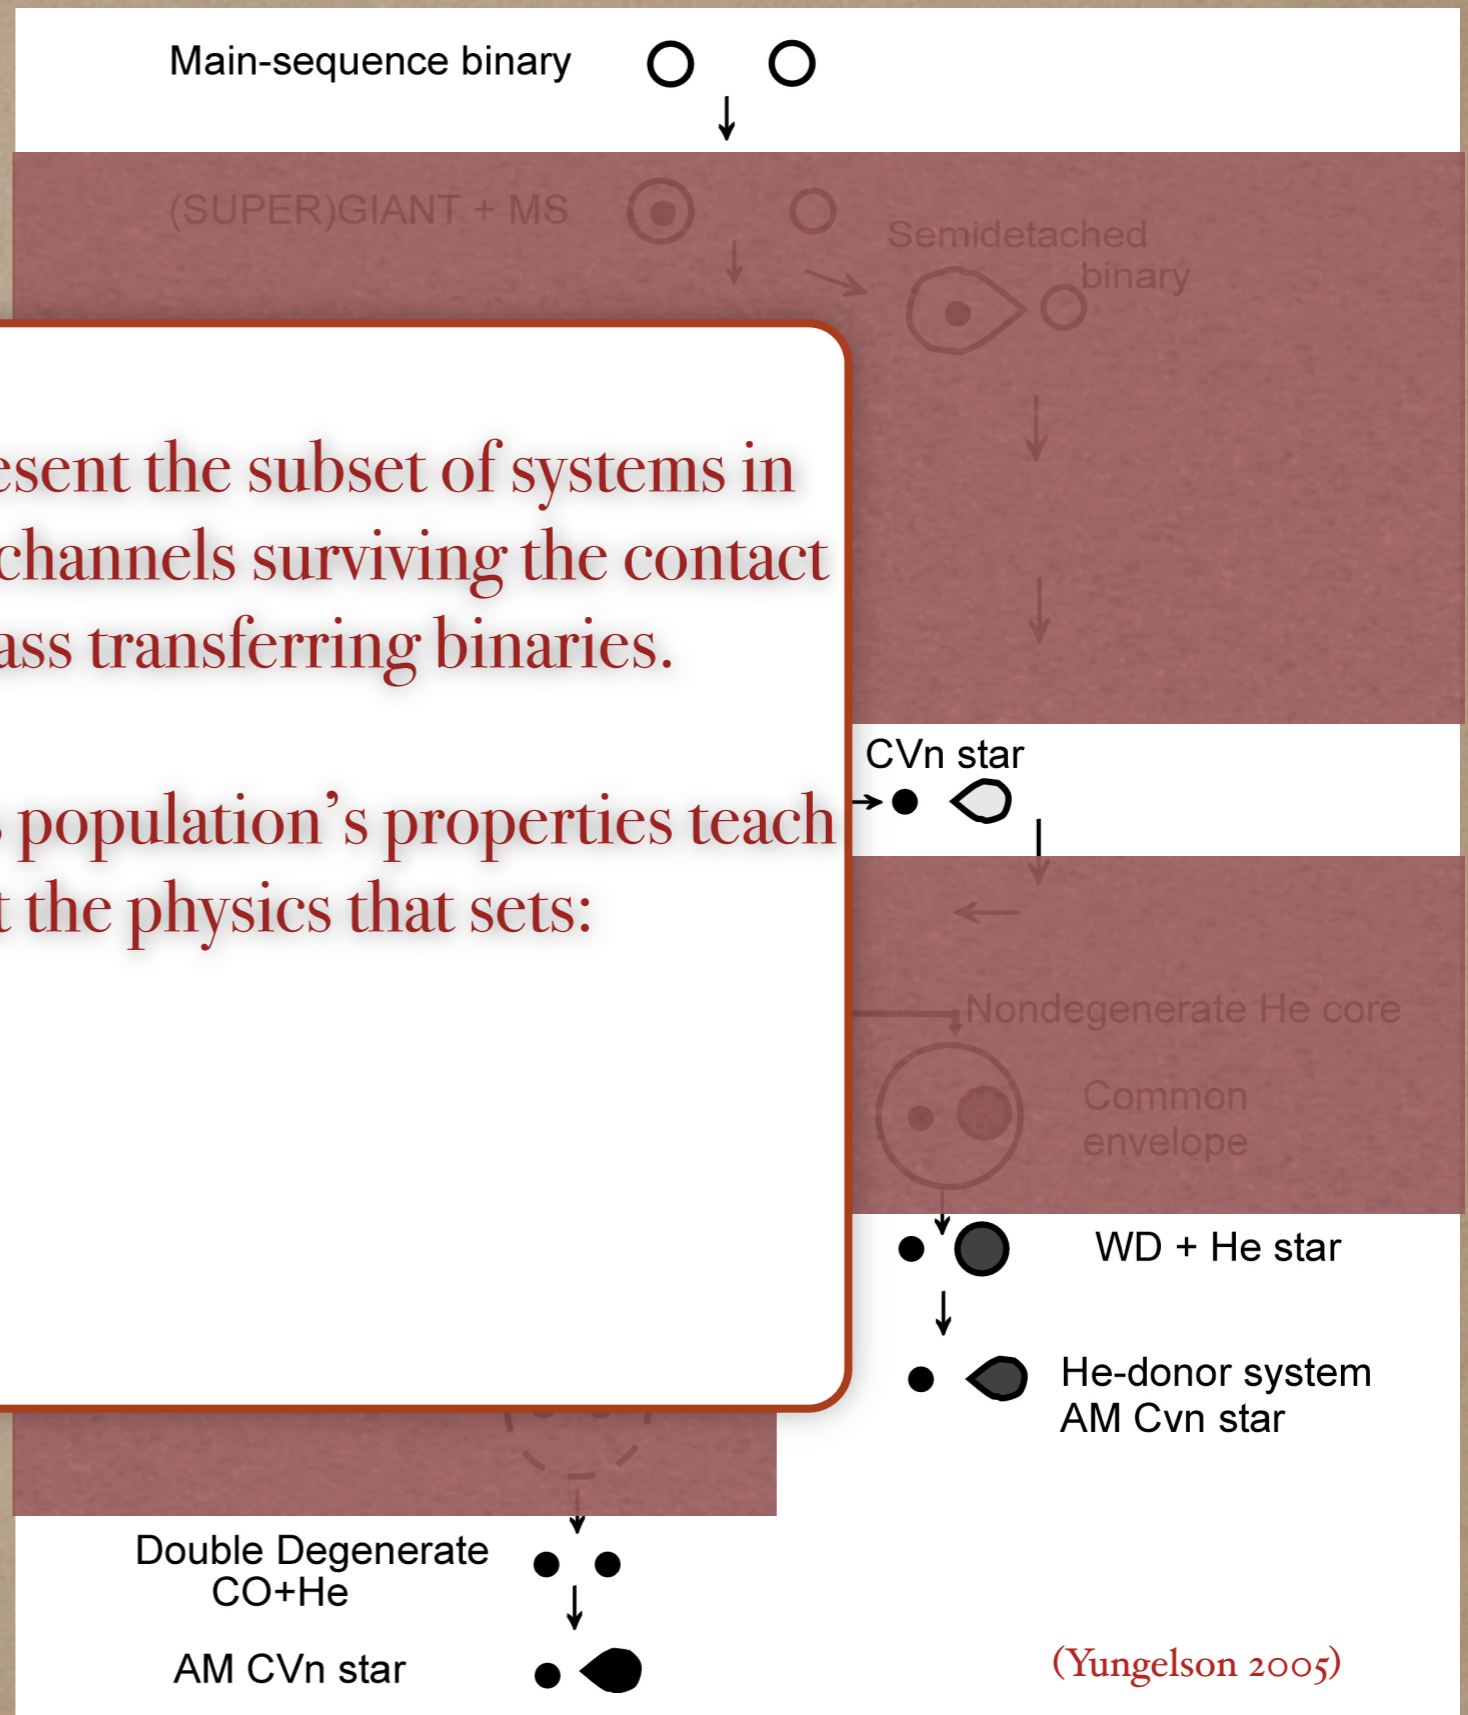 Main-sequence binary
(SUPER)GIANT + MS
Semidetached
binary
esent the subset of systems in
channels surviving the contact
ass transferring binaries.
CVn star
s population’s properties teach
t the physics that sets:
Nondegenerate He core
Common
envelope
WD + He star
He-donor system
AM Cvn star
Double Degenerate
CO+He
AM CVn star
(Yungelson 2005)